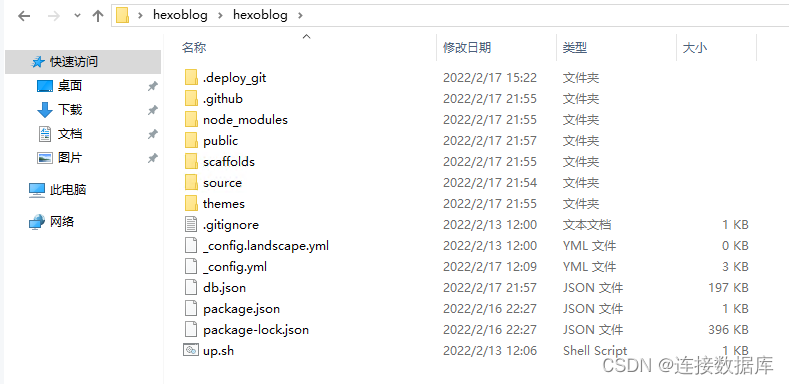 hexoblog › hexoblog ›
名称 修改日期 类型 大小
快速访问
桌面
下载
文档
图片
此电脑
网络
.deploy_git 2022/2/17 15:22 文件夹
.github 2022/2/17 21:55 文件夹
node_modules 2022/2/17 21:55 文件夹
public 2022/2/17 21:57 文件夹
scaffolds 2022/2/17 21:55 文件夹
source 2022/2/17 21:54 文件夹
themes 2022/2/17 21:55 文件夹
.gitignore 2022/2/13 12:00 文本文档 1 KB
_config.landscape.yml 2022/2/13 12:00 YML 文件 0 KB
_config.yml 2022/2/17 12:09 YML 文件 3 KB
db.json 2022/2/17 21:57 JSON 文件 197 KB
package.json 2022/2/16 22:27 JSON 文件 1 KB
package-lock.json 2022/2/16 22:27 JSON 文件 396 KB
up.sh 2022/2/13 12:06 Shell Script 1 KB
CSDN @连接数据库